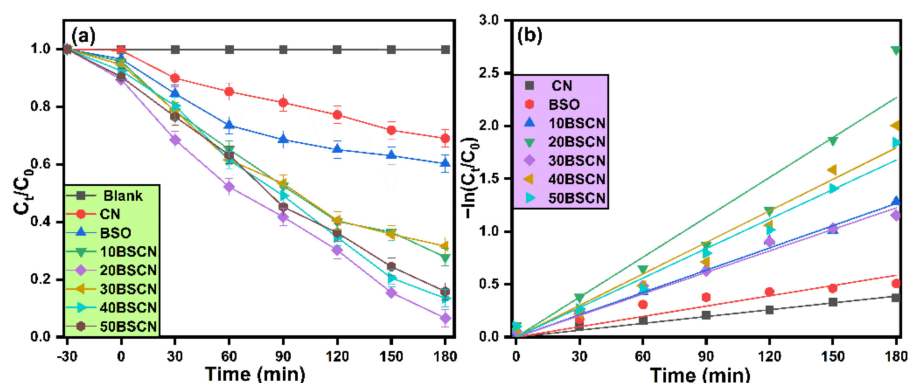 (a)
Cₜ/C₀
1.0
0.8
0.6
0.4
0.2
0.0
Blank
CN
BSO
10BSCN
20BSCN
30BSCN
40BSCN
50BSCN
-30 0 30 60 90 120 150 180
Time (min)
(b)
−ln(Cₜ/C₀)
3.0
2.5
2.0
1.5
1.0
0.5
0.0
CN
BSO
10BSCN
20BSCN
30BSCN
40BSCN
50BSCN
0 30 60 90 120 150 180
Time (min)